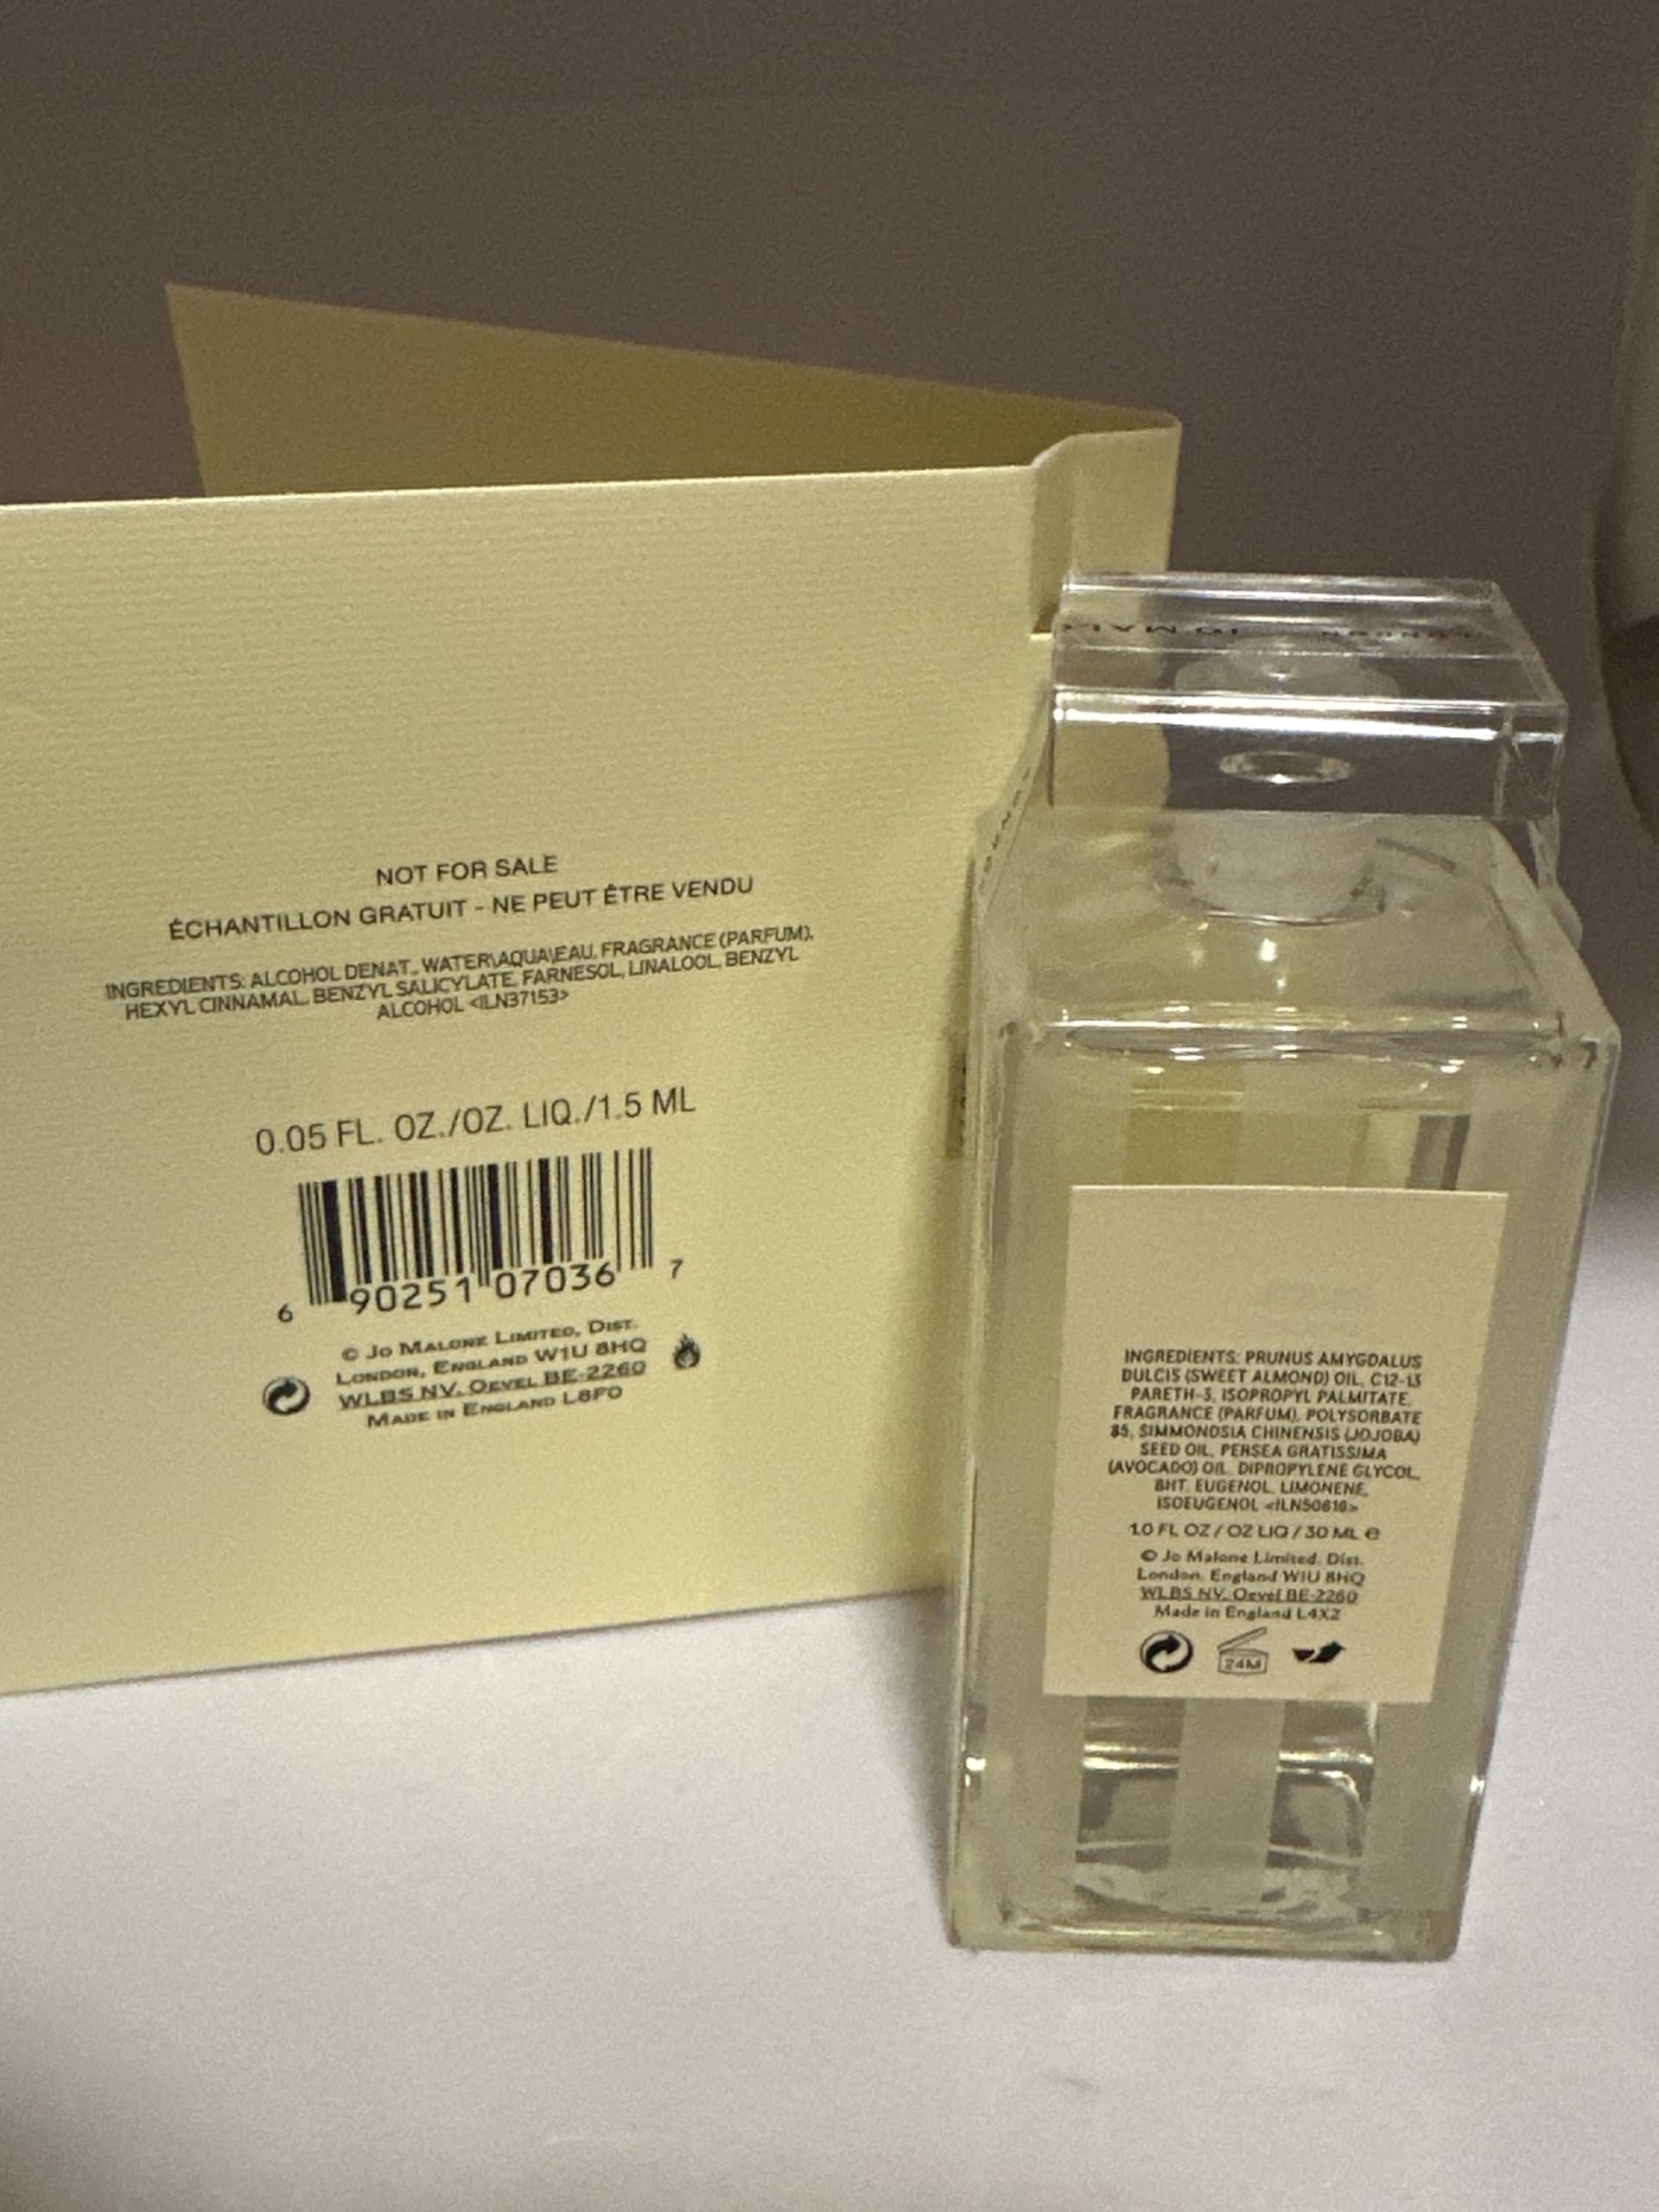 NOT FOR SALE
ÉCHANTILLON GRATUIT - NE PEUT ÊTRE VENDU
INGREDIENTS: ALCOHOL DENAT., WATER\AQUA\EAU, FRAGRANCE (PARFUM),
HEXYL CINNAMAL, BENZYL SALICYLATE, FARNESOL, LINALOOL, BENZYL
ALCOHOL <ILN37153>
0.05 FL. OZ./OZ. LIQ./1.5 ML
6 90251 07036 7
© JO MALONE LIMITED, DIST.
LONDON, ENGLAND W1U 8HQ
WLBS NV. OEVEL BE-2260
MADE IN ENGLAND L8F0
INGREDIENTS: PRUNUS AMYGDALUS
DULCIS (SWEET ALMOND) OIL, C12-13
PARETH-3, ISOPROPYL PALMITATE,
FRAGRANCE (PARFUM), POLYSORBATE
85, SIMMONDSIA CHINENSIS (JOJOBA)
SEED OIL, PERSEA GRATISSIMA
(AVOCADO) OIL, DIPROPYLENE GLYCOL,
BHT, EUGENOL, LIMONENE,
ISOEUGENOL <ILN50616>
1.0 FL OZ / OZ LIQ / 30 ML e
© Jo Malone Limited, Dist.
London, England W1U 8HQ
WLBS NV. Oevel BE-2260
Made in England L4X2
24M